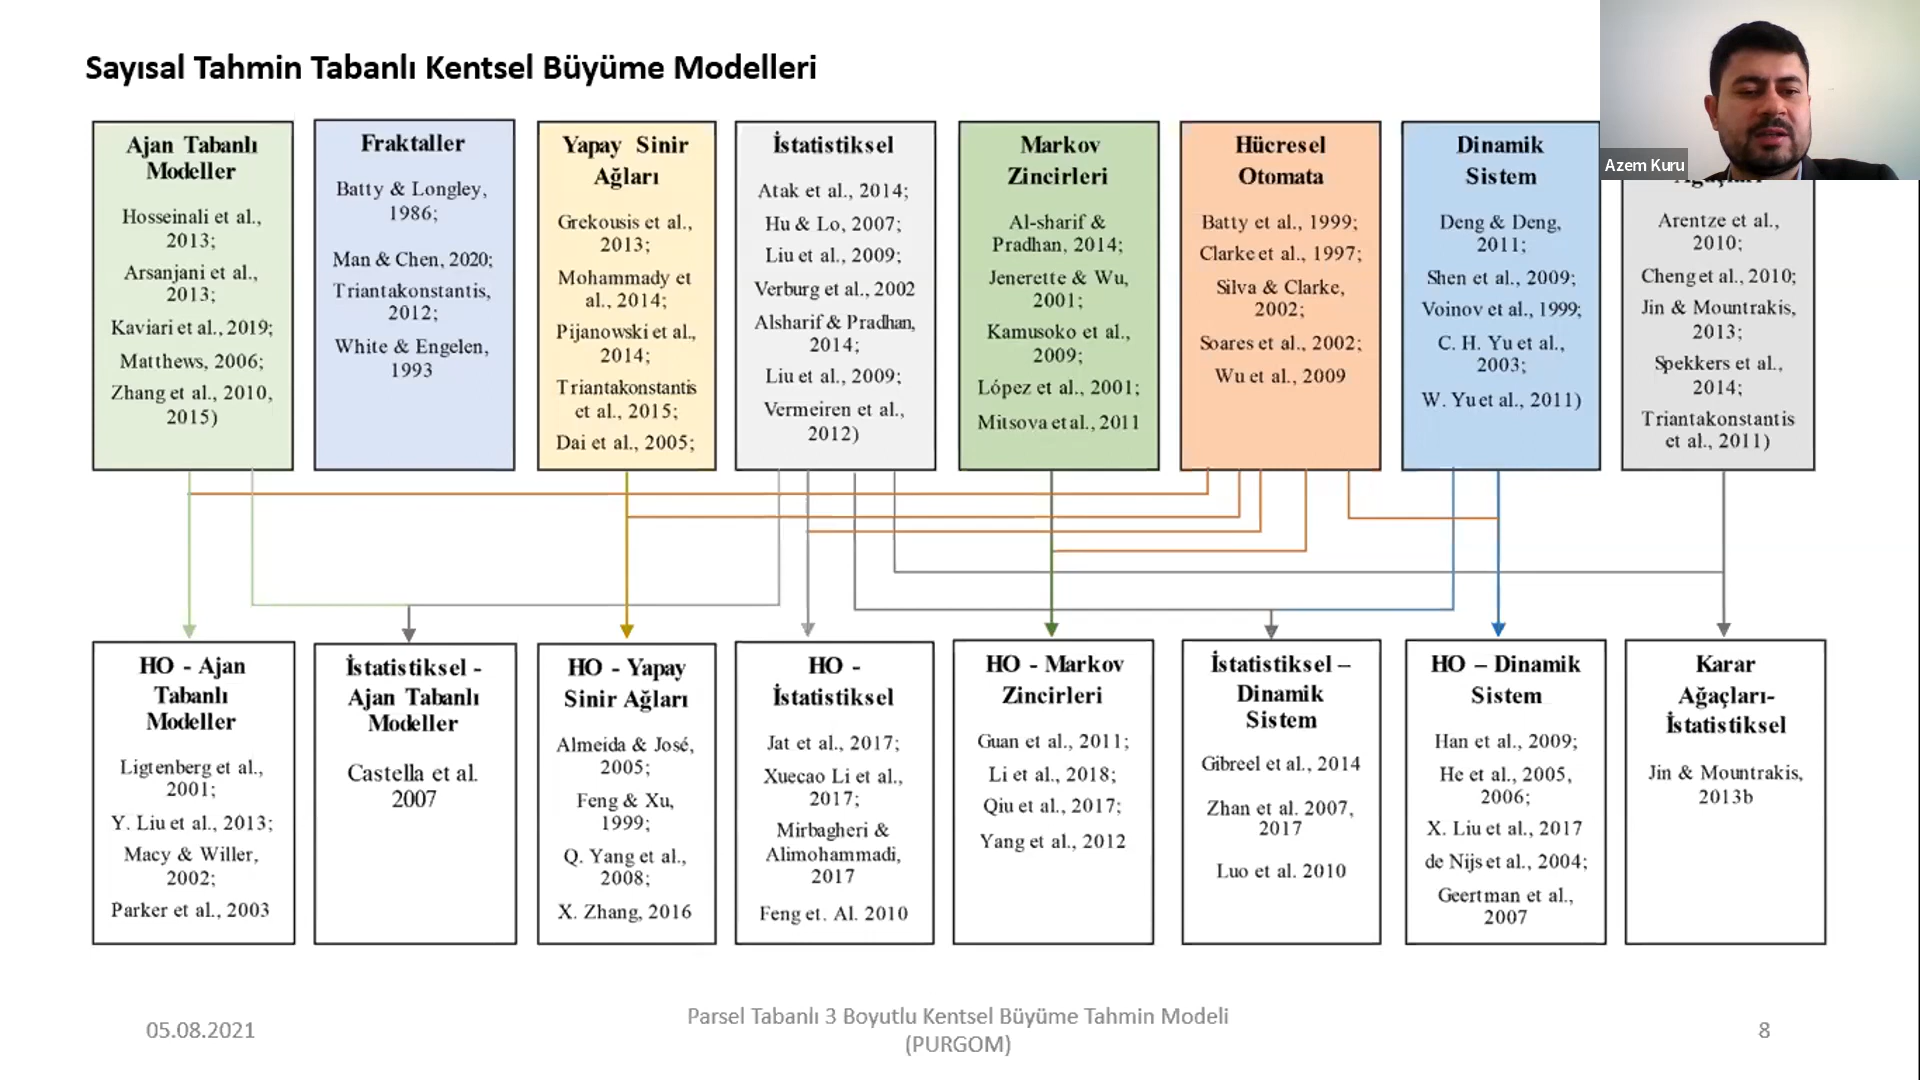 Sayısal Tahmin Tabanlı Kentsel Büyüme Modelleri
Azem Kuru
Ajan Tabanlı
Modeller
Hosseinali et al.,
2013;
Arsanjani et al.,
2013;
Kaviari et al., 2019;
Matthews, 2006;
Zhang et al., 2010,
2015)
Fraktaller
Batty & Longley,
1986;
Man & Chen, 2020;
Triantakonstantis,
2012;
White & Engelen,
1993
Yapay Sinir
Ağları
Grekousis et al.,
2013;
Mohammady et
al., 2014;
Pijanowski et al.,
2014;
Triantakonstantis
et al., 2015;
Dai et al., 2005;
İstatistiksel
Atak et al., 2014;
Hu & Lo, 2007;
Liu et al., 2009;
Verburg et al., 2002
Alsharif & Pradhan,
2014;
Liu et al., 2009;
Vermeiren et al.,
2012)
Markov
Zincirleri
Al-sharif &
Pradhan, 2014;
Jenerette & Wu,
2001;
Kamusoko et al.,
2009;
López et al., 2001;
Mitsova et al., 2011
Hücresel
Otomata
Batty et al., 1999;
Clarke et al., 1997;
Silva & Clarke,
2002;
Soares et al., 2002;
Wu et al., 2009
Dinamik
Sistem
Deng & Deng,
2011;
Shen et al., 2009;
Voinov et al., 1999;
C. H. Yu et al.,
2003;
W. Yu et al., 2011)
Ağaçları
Arentze et al.,
2010;
Cheng et al., 2010;
Jin & Mountrakis,
2013;
Spekkers et al.,
2014;
Triantakonstantis
et al., 2011)
HO - Ajan
Tabanlı
Modeller
Ligtenberg et al.,
2001;
Y. Liu et al., 2013;
Macy & Willer,
2002;
Parker et al., 2003
İstatistiksel -
Ajan Tabanlı
Modeller
Castella et al.
2007
HO - Yapay
Sinir Ağları
Almeida & José,
2005;
Feng & Xu,
1999;
Q. Yang et al.,
2008;
X. Zhang, 2016
HO -
İstatistiksel
Jat et al., 2017;
Xuecao Li et al.,
2017;
Mirbagheri &
Alimohammadi,
2017
Feng et. Al. 2010
HO - Markov
Zincirleri
Guan et al., 2011;
Li et al., 2018;
Qiu et al., 2017;
Yang et al., 2012
İstatistiksel –
Dinamik
Sistem
Gibreel et al., 2014
Zhan et al. 2007,
2017
Luo et al. 2010
HO – Dinamik
Sistem
Han et al., 2009;
He et al., 2005,
2006;
X. Liu et al., 2017
de Nijs et al., 2004;
Geertman et al.,
2007
Karar
Ağaçları-
İstatistiksel
Jin & Mountrakis,
2013b
05.08.2021
Parsel Tabanlı 3 Boyutlu Kentsel Büyüme Tahmin Modeli
(PURGOM)
8